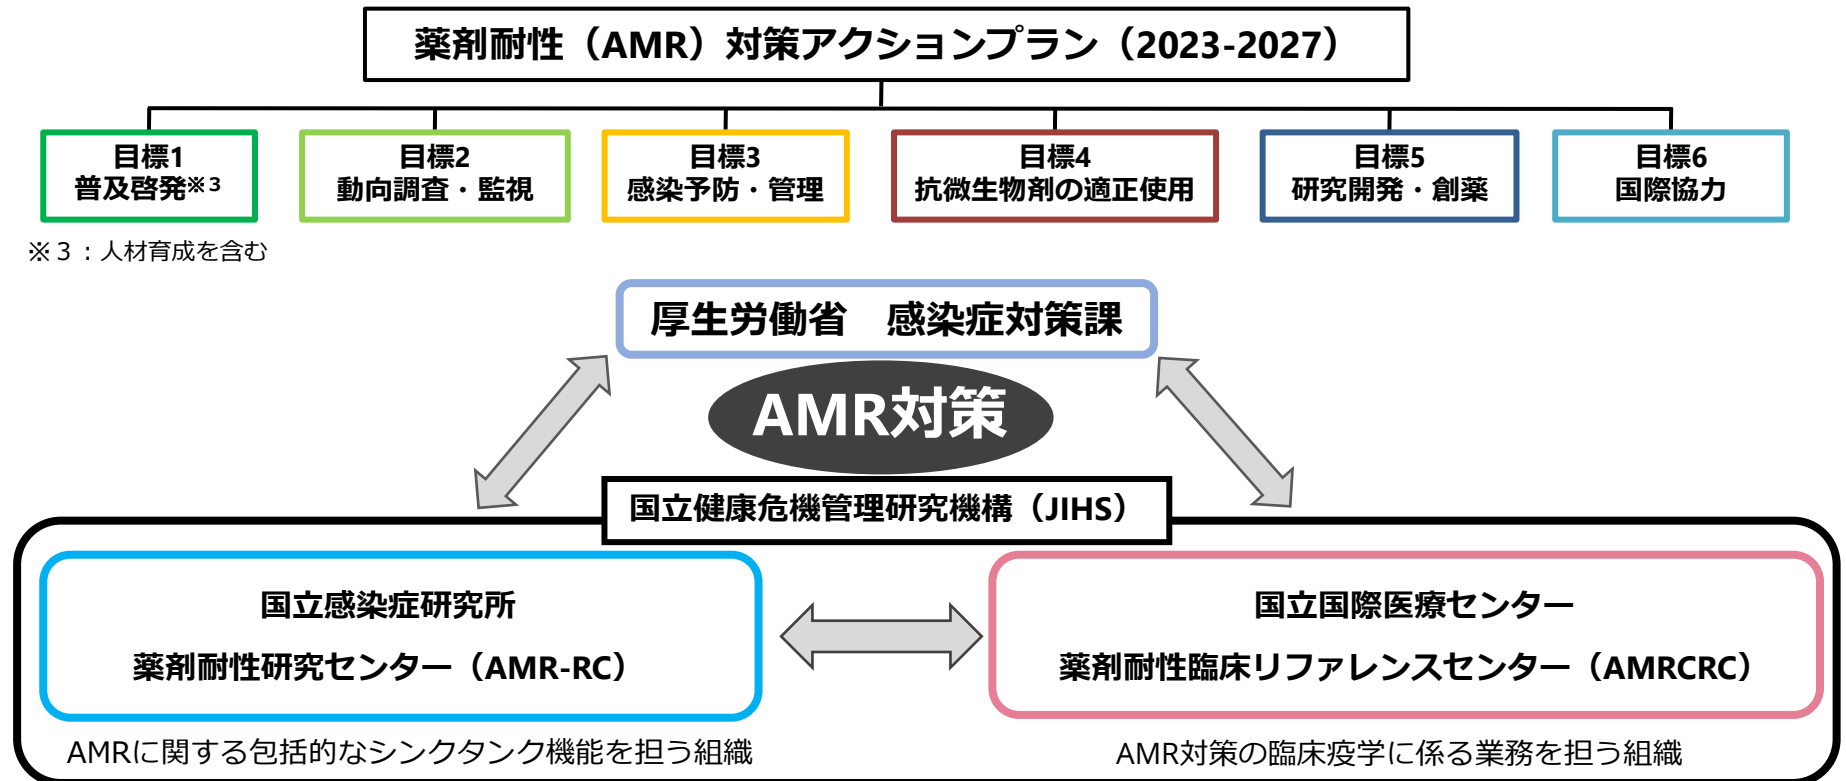 薬剤耐性（AMR）対策アクションプラン（2023-2027）
目標1
普及啓発※3
目標2
動向調査・監視
目標3
感染予防・管理
目標4
抗微生物剤の適正使用
目標5
研究開発・創薬
目標6
国際協力
※３：人材育成を含む
厚生労働省　感染症対策課
AMR対策
国立健康危機管理研究機構（JIHS）
国立感染症研究所
薬剤耐性研究センター（AMR-RC）
国立国際医療センター
薬剤耐性臨床リファレンスセンター（AMRCRC）
AMRに関する包括的なシンクタンク機能を担う組織
AMR対策の臨床疫学に係る業務を担う組織